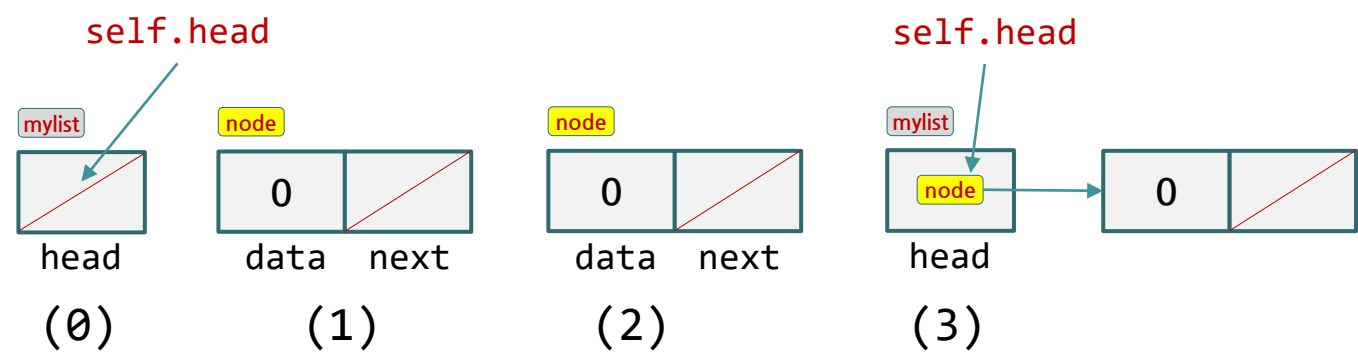 self.head self.head
mylist node node mylist
0 0 node 0
head data next data next head
(0) (1) (2) (3)